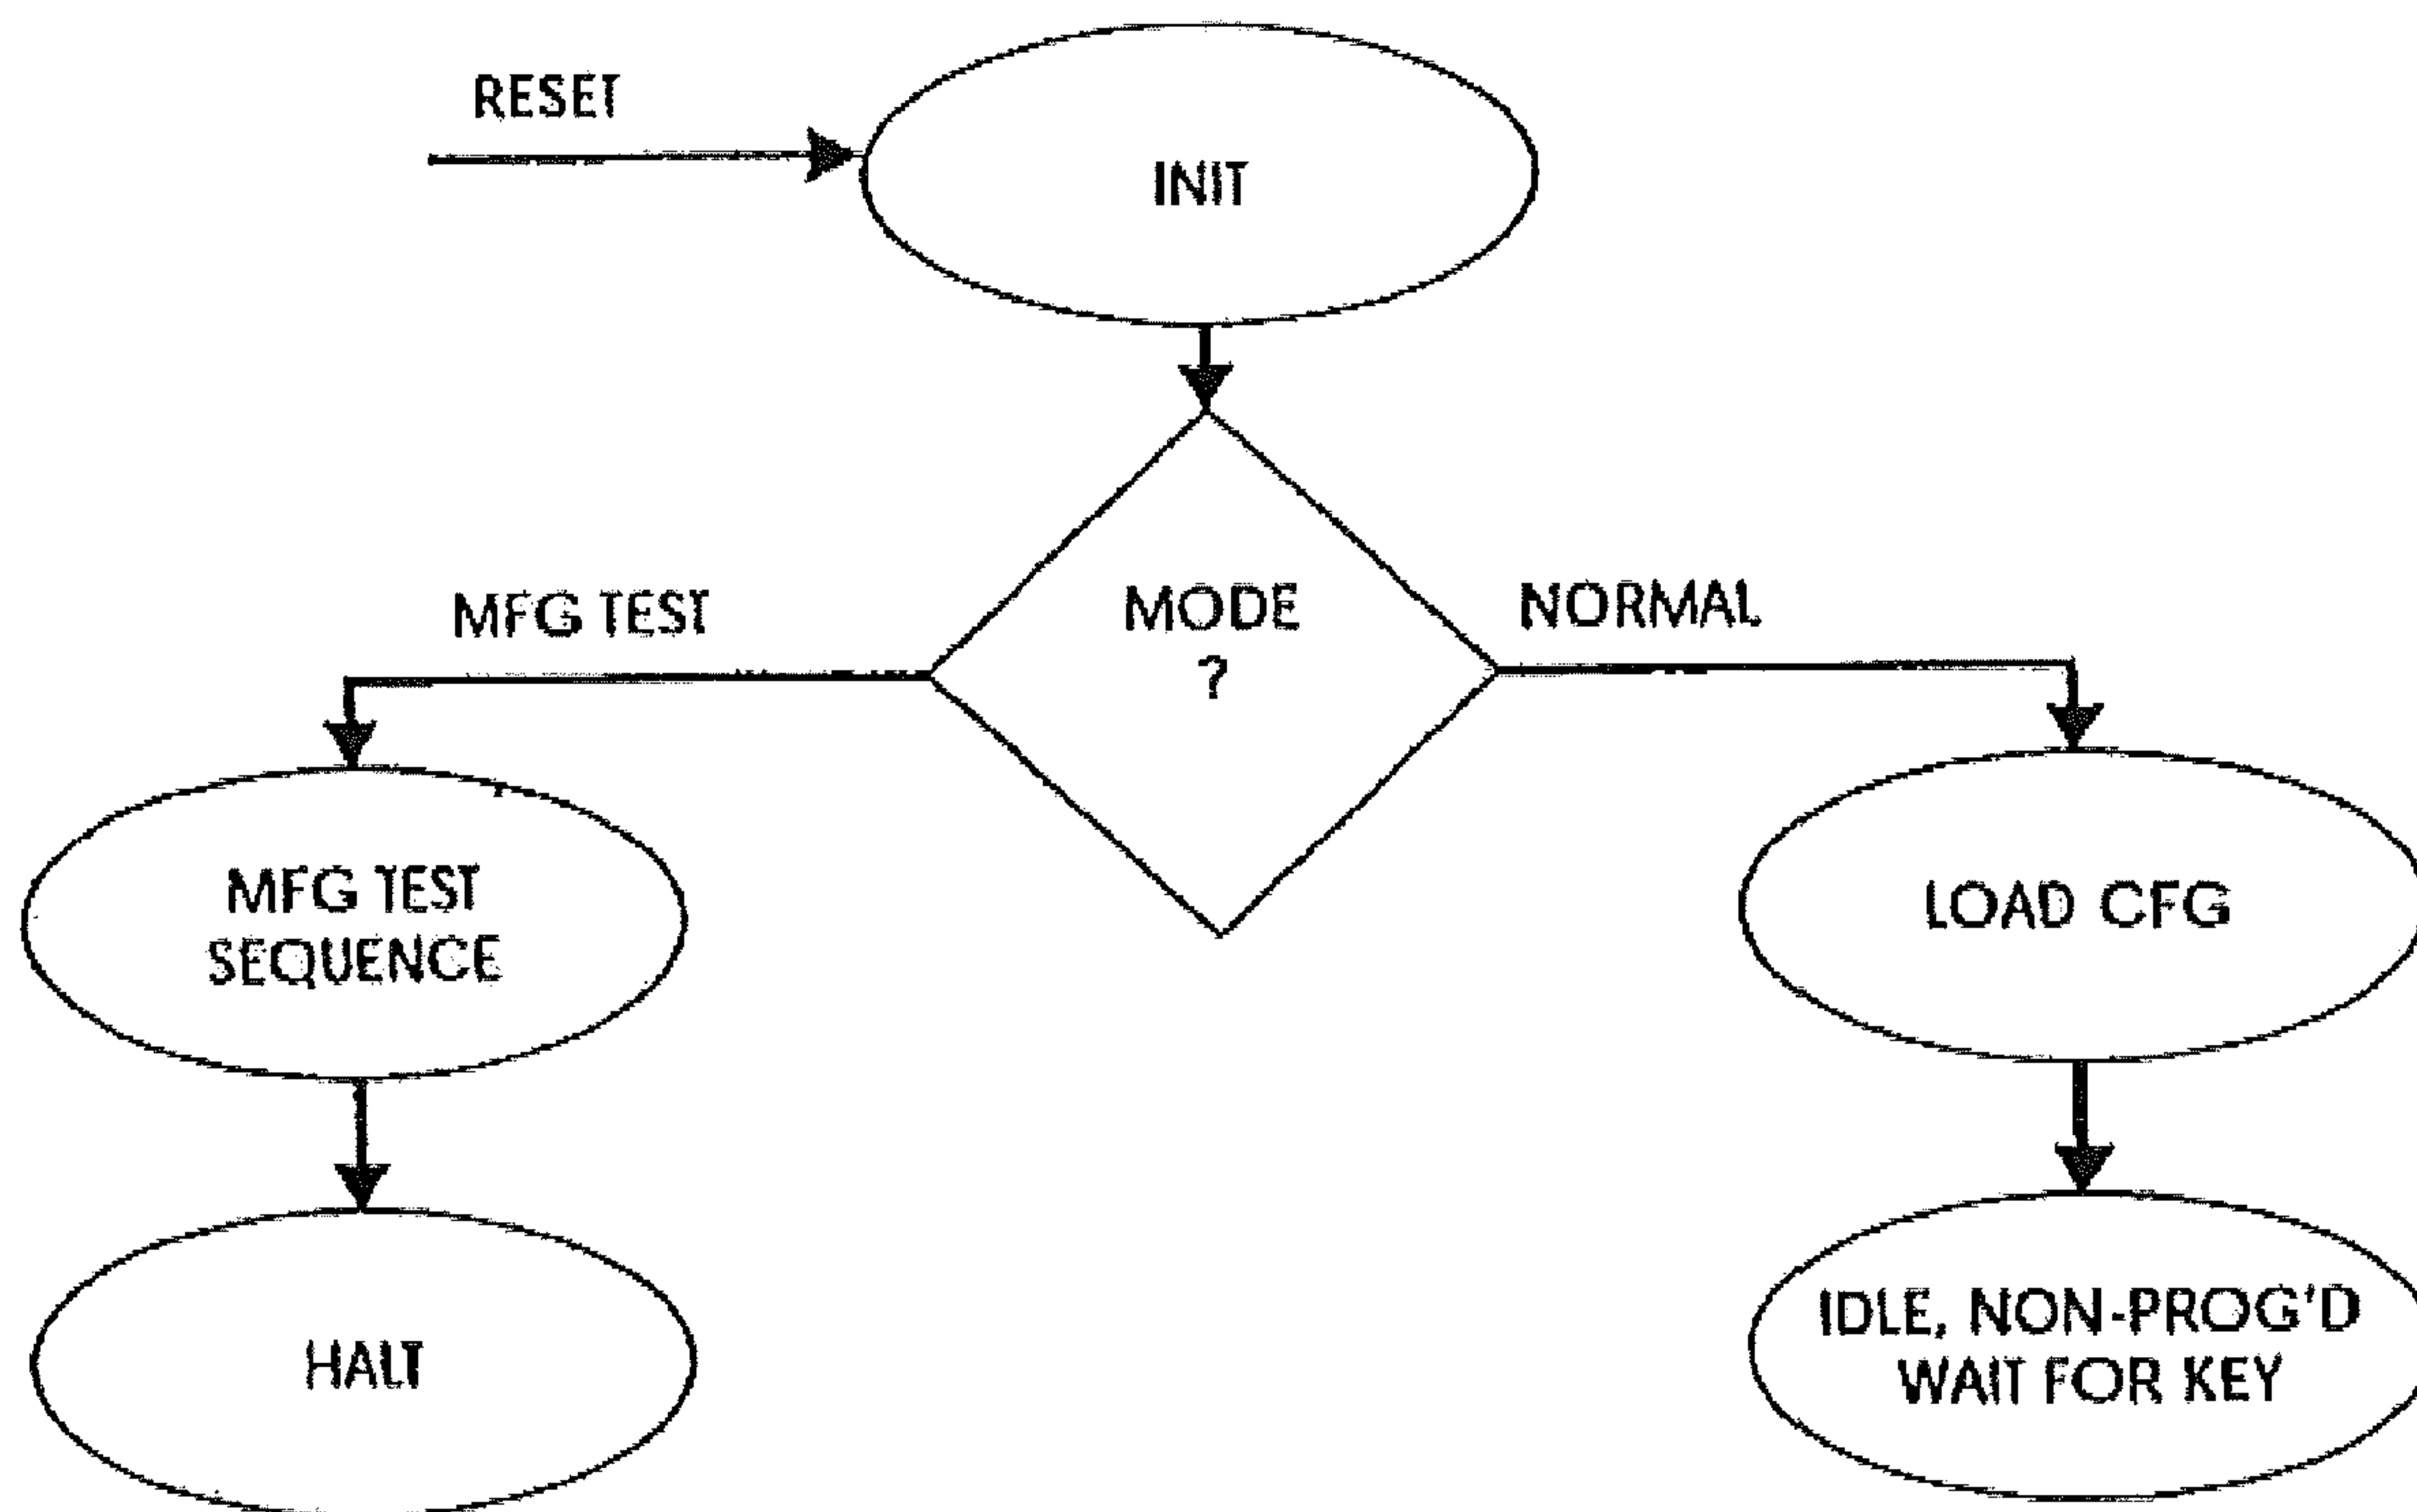 RESET
INIT
MODE
?
MFG TEST
NORMAL
MFG TEST
SEQUENCE
LOAD CFG
HALT
IDLE, NON-PROG'D
WAIT FOR KEY